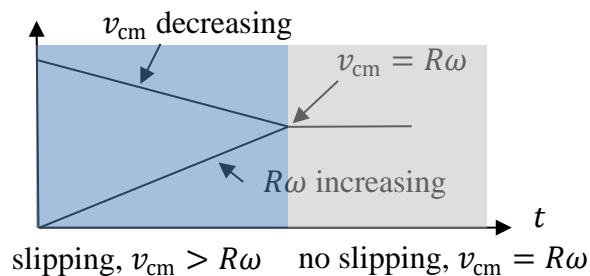 v_cm decreasing
v_cm = Rω
Rω increasing
t
slipping, v_cm > Rω
no slipping, v_cm = Rω